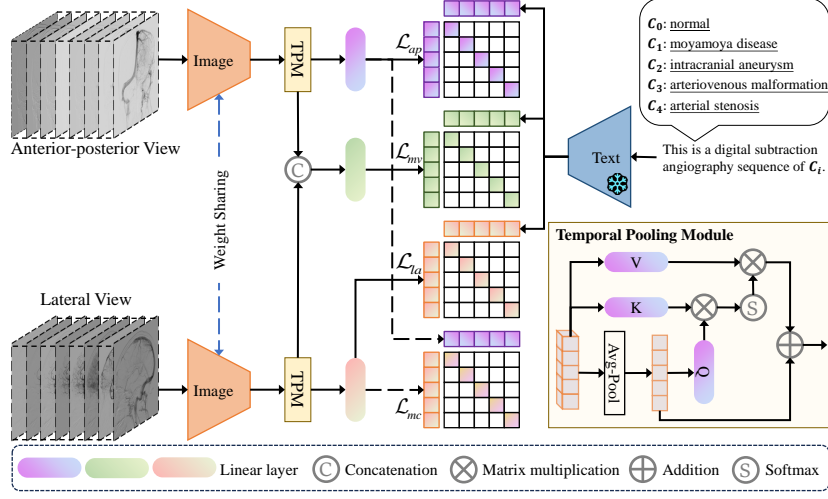 Anterior-posterior View
Image
TPM
ℒap
C₀: normal
C₁: moyamoya disease
C₂: intracranial aneurysm
C₃: arteriovenous malformation
C₄: arterial stenosis
Weight Sharing
C
ℒmv
Text
This is a digital subtraction
angiography sequence of Cᵢ.
ℒla
Lateral View
Image
TPM
ℒmc
Temporal Pooling Module
V
K
S
Avg-Pool
Q
Linear layer
C Concatenation
Matrix multiplication
Addition
S Softmax